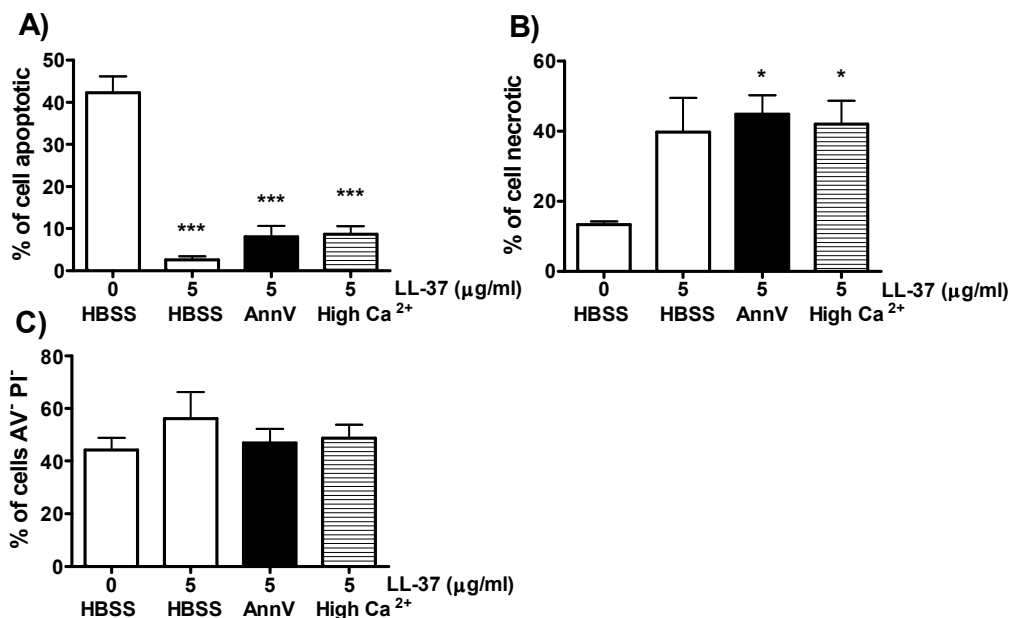 A)
% of cell apoptotic
50
40
30
20
10
0
*** *** ***
0 5 5 5 LL-37 (μg/ml)
HBSS HBSS AnnV High Ca 2+
B)
% of cell necrotic
60
40
20
0
* *
0 5 5 5 LL-37 (μg/ml)
HBSS HBSS AnnV High Ca 2+
C)
% of cells AV- PI-
80
60
40
20
0
0 5 5 5 LL-37 (μg/ml)
HBSS HBSS AnnV High Ca 2+